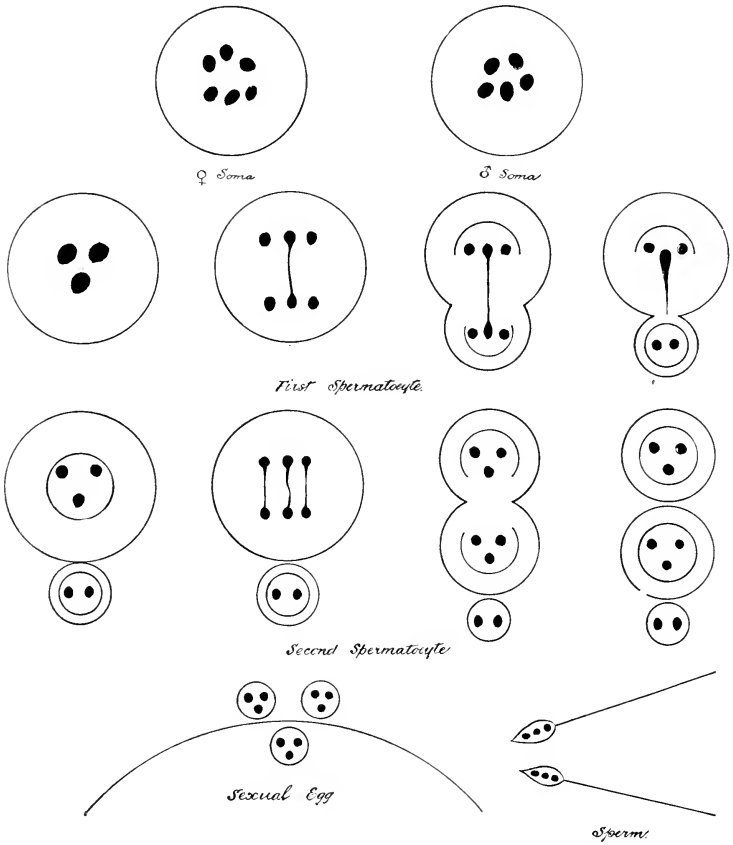 ♀ Soma
♂ Soma
First Spermatocyte.
Second Spermatocyte
Sexual Egg
Sperm.